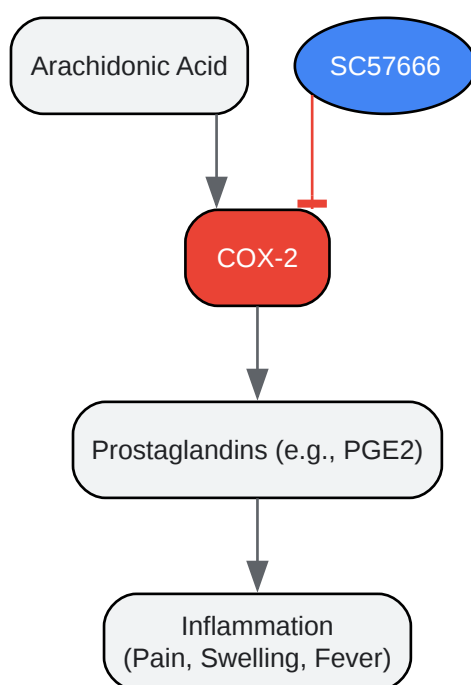 Arachidonic Acid
SC57666
COX-2
Prostaglandins (e.g., PGE2)
Inflammation
(Pain, Swelling, Fever)